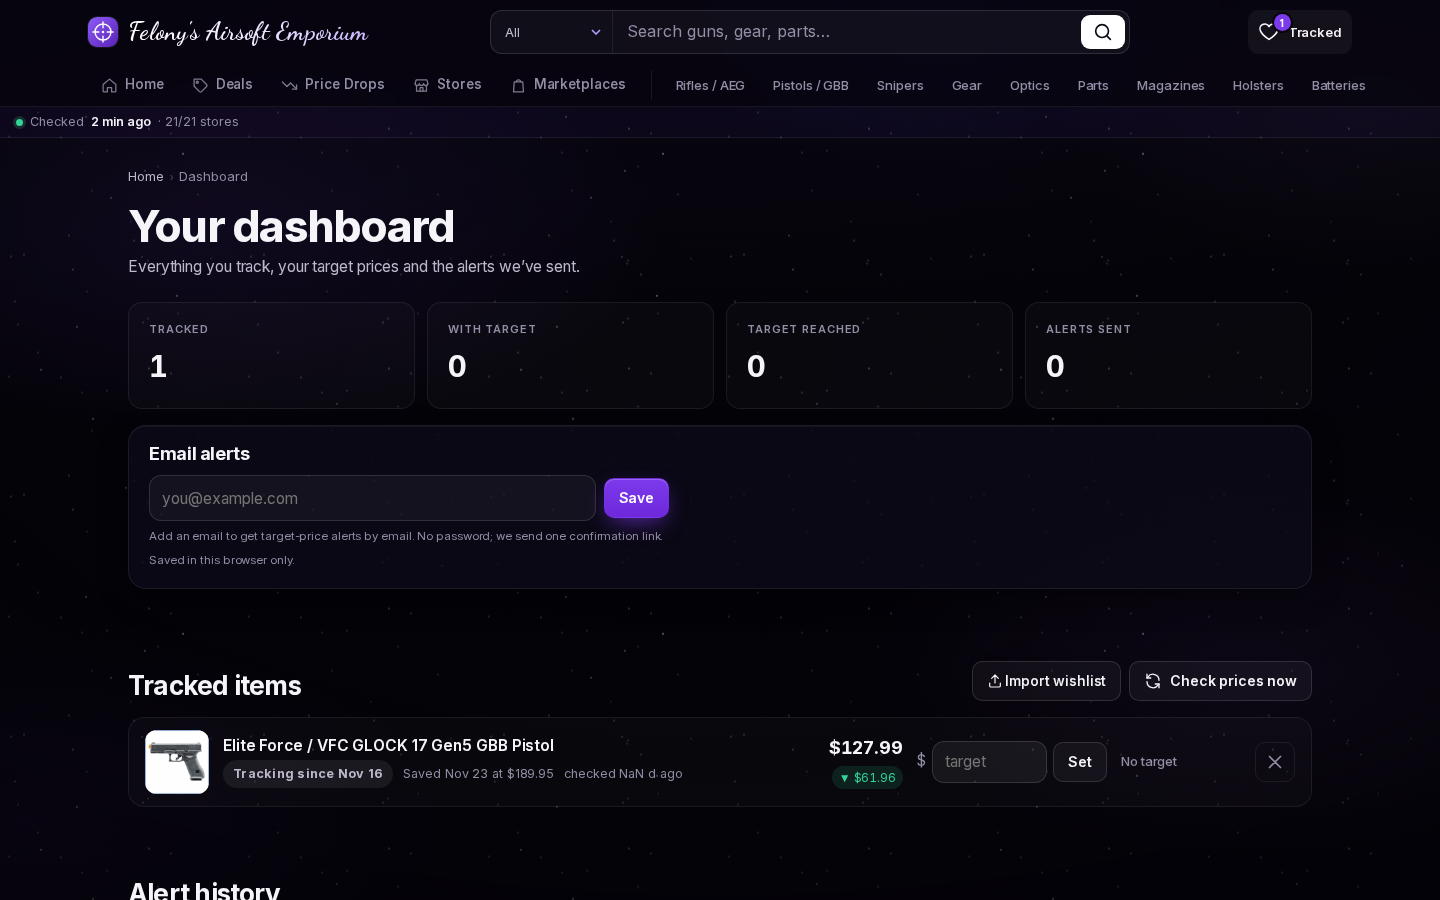 Felony's Airsoft Emporium
All
Search guns, gear, parts…
1
Tracked
Home
Deals
Price Drops
Stores
Marketplaces
Rifles / AEG
Pistols / GBB
Snipers
Gear
Optics
Parts
Magazines
Holsters
Batteries
Checked 2 min ago · 21/21 stores
Home › Dashboard
Your dashboard
Everything you track, your target prices and the alerts we’ve sent.
TRACKED
1
WITH TARGET
0
TARGET REACHED
0
ALERTS SENT
0
Email alerts
you@example.com
Save
Add an email to get target-price alerts by email. No password; we send one confirmation link.
Saved in this browser only.
Tracked items
Import wishlist
Check prices now
Elite Force / VFC GLOCK 17 Gen5 GBB Pistol
Tracking since Nov 16
Saved Nov 23 at $189.95
checked NaN d ago
$127.99
▼ $61.96
$
target
Set
No target
Alert history